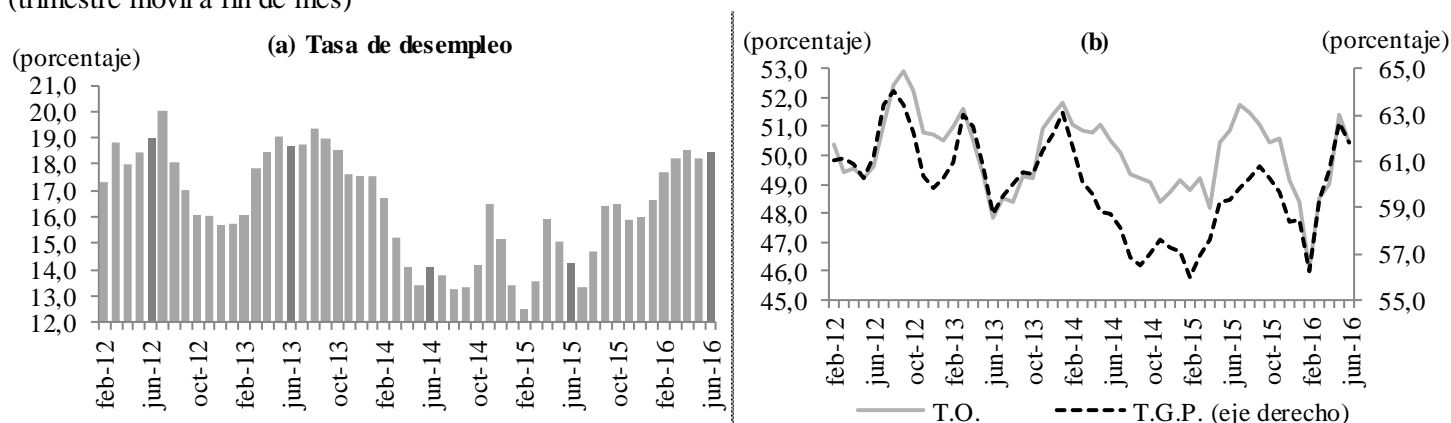 (trimestre móvil a fin de mes)
(a) Tasa de desempleo
(porcentaje)
21,0
20,0
19,0
18,0
17,0
16,0
15,0
14,0
13,0
12,0
feb-12
jun-12
oct-12
feb-13
jun-13
oct-13
feb-14
jun-14
oct-14
feb-15
jun-15
oct-15
feb-16
jun-16
(b)
(porcentaje)
(porcentaje)
53,0
52,0
51,0
50,0
49,0
48,0
47,0
46,0
45,0
65,0
63,0
61,0
59,0
57,0
55,0
feb-12
jun-12
oct-12
feb-13
jun-13
oct-13
feb-14
jun-14
oct-14
feb-15
jun-15
oct-15
feb-16
jun-16
T.O.
T.G.P. (eje derecho)